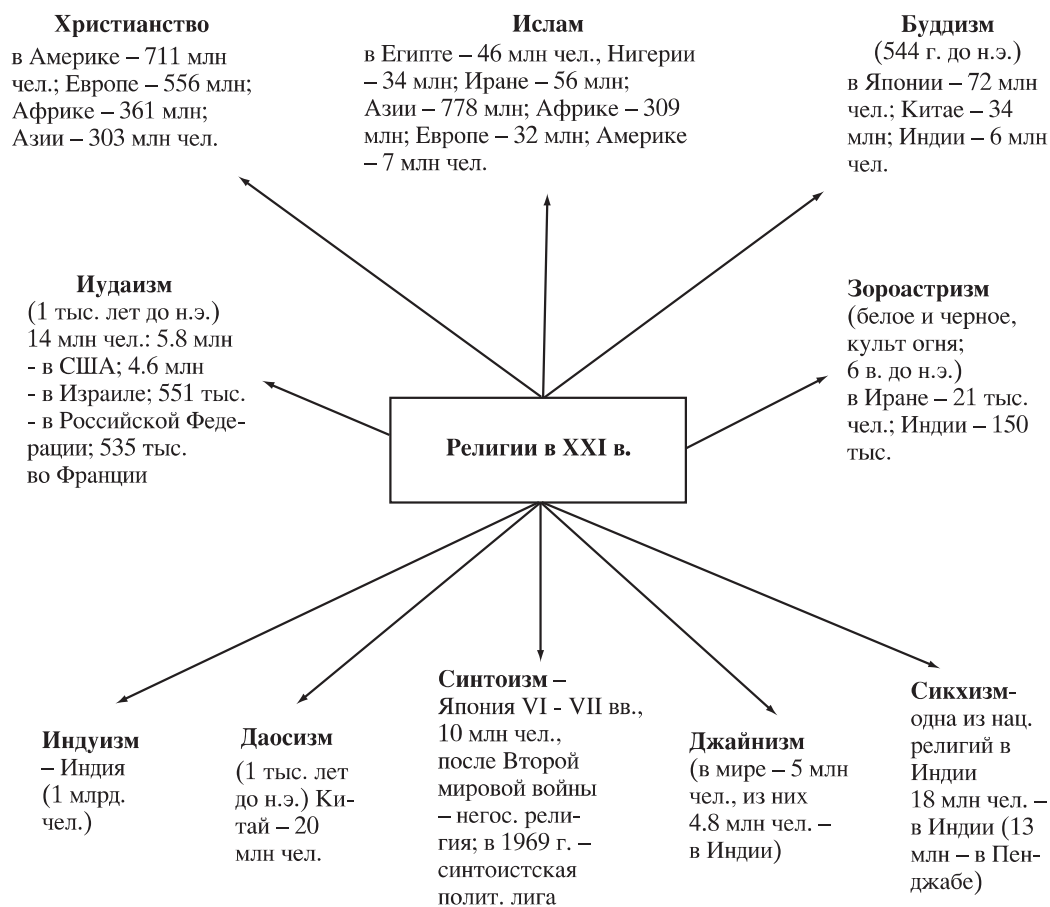 Христианство
в Америке – 711 млн
чел.; Европе – 556 млн;
Африке – 361 млн;
Азии – 303 млн чел.
Ислам
в Египте – 46 млн чел., Нигерии
– 34 млн; Иране – 56 млн;
Азии – 778 млн; Африке – 309
млн; Европе – 32 млн; Америке
– 7 млн чел.
Буддизм
(544 г. до н.э.)
в Японии – 72 млн
чел.; Китае – 34
млн; Индии – 6 млн
чел.
Иудаизм
(1 тыс. лет до н.э.)
14 млн чел.: 5.8 млн
- в США; 4.6 млн
- в Израиле; 551 тыс.
- в Российской Феде-
рации; 535 тыс.
во Франции
Религии в XXI в.
Зороастризм
(белое и черное,
культ огня;
6 в. до н.э.)
в Иране – 21 тыс.
чел.; Индии – 150
тыс.
Индуизм
– Индия
(1 млрд.
чел.)
Даосизм
(1 тыс. лет
до н.э.) Ки-
тай – 20
млн чел.
Синтоизм –
Япония VI - VII вв.,
10 млн чел.,
после Второй
мировой войны
– негос. рели-
гия; в 1969 г. –
синтоистская
полит. лига
Джайнизм
(в мире – 5 млн
чел., из них
4.8 млн чел. –
в Индии)
Сикхизм-
одна из нац.
религий в
Индии
18 млн чел. –
в Индии (13
млн – в Пен-
джабе)